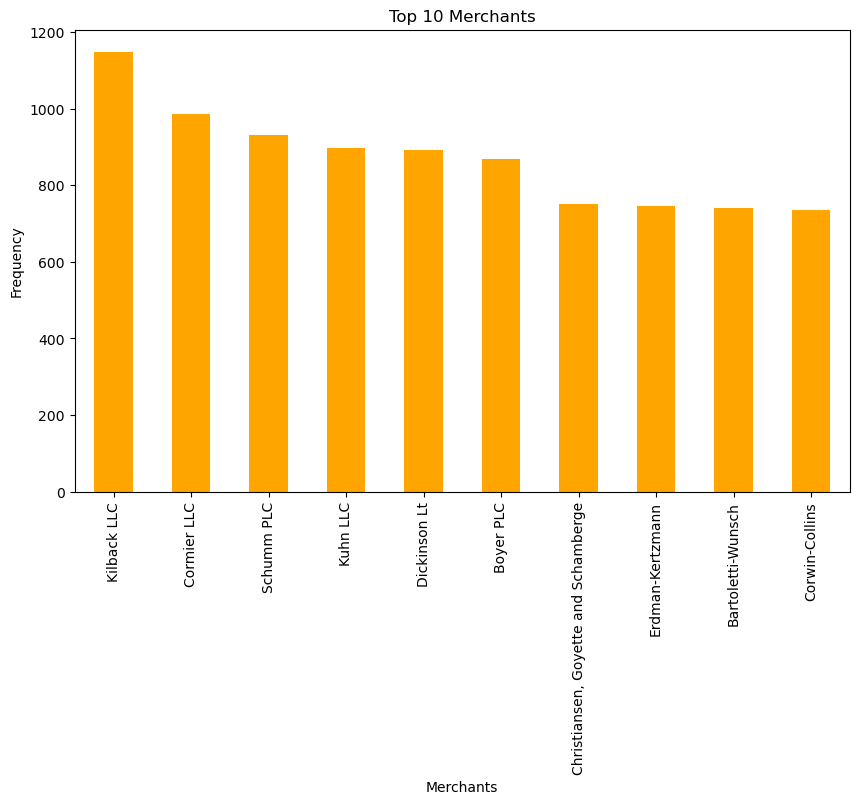 Top 10 Merchants
1200
1000
800
600
400
200
0
Frequency
Kilback LLC
Cormier LLC
Schumm PLC
Kuhn LLC
Dickinson Lt
Boyer PLC
Christiansen, Goyette and Schamberge
Erdman-Kertzmann
Bartoletti-Wunsch
Corwin-Collins
Merchants